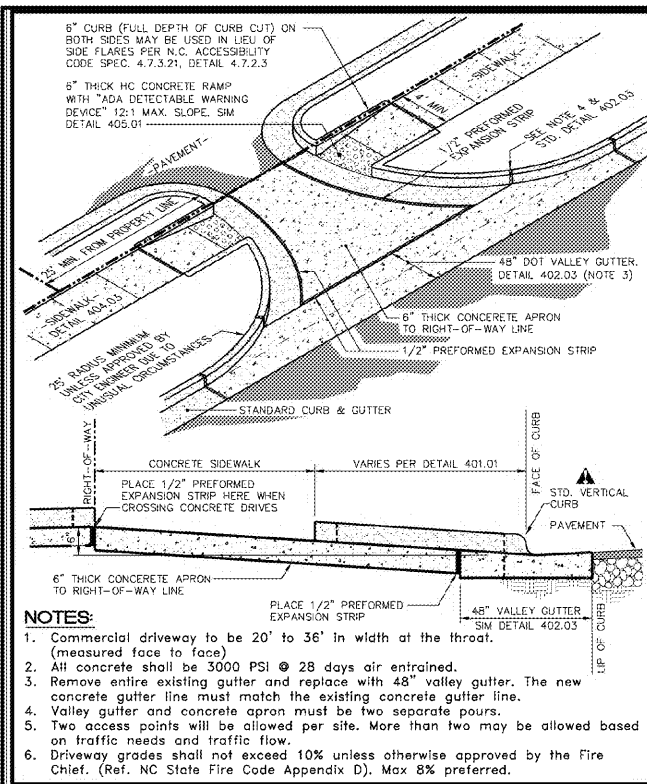 6" CURB (FULL DEPTH OF CURB CUT) ON
BOTH SIDES MAY BE USED IN LIEU OF
SIDE FLARES PER N.C. ACCESSIBILITY
CODE SPEC. 4.7.3.21, DETAIL 4.7.2.3
6" THICK HC CONCRETE RAMP
WITH "ADA DETECTABLE WARNING
DEVICE" 12:1 MAX. SLOPE. SIM
DETAIL 405.01
-PAVEMENT-
4' MIN.
-SIDEWALK-
1/2" PREFORMED
EXPANSION STRIP
SEE NOTE 4 &
STD. DETAIL 402.03
25' MIN. FROM PROPERTY LINE
-SIDEWALK-
DETAIL 404.03
48" DOT VALLEY GUTTER.
DETAIL 402.03 (NOTE 3)
6" THICK CONCERETE APRON
TO RIGHT-OF-WAY LINE
1/2" PREFORMED EXPANSION STRIP
25' RADIUS MINIMUM
UNLESS APPROVED BY
CITY ENGINEER DUE TO
UNUSUAL CIRCUMSTANCES
STANDARD CURB & GUTTER
RIGHT-OF-WAY
CONCRETE SIDEWALK
VARIES PER DETAIL 401.01
FACE OF CURB
PLACE 1/2" PREFORMED
EXPANSION STRIP HERE WHEN
CROSSING CONCRETE DRIVES
STD. VERTICAL
CURB
PAVEMENT
6"
6" THICK CONCERETE APRON
TO RIGHT-OF-WAY LINE
PLACE 1/2" PREFORMED
EXPANSION STRIP
48" VALLEY GUTTER
SIM DETAIL 402.03
LIP OF CURB
NOTES:
1. Commercial driveway to be 20' to 36' in width at the throat.
(measured face to face)
2. All concrete shall be 3000 PSI @ 28 days air entrained.
3. Remove entire existing gutter and replace with 48" valley gutter. The new
concrete gutter line must match the existing concrete gutter line.
4. Valley gutter and concrete apron must be two separate pours.
5. Two access points will be allowed per site. More than two may be allowed based
on traffic needs and traffic flow.
6. Driveway grades shall not exceed 10% unless otherwise approved by the Fire
Chief. (Ref. NC State Fire Code Appendix D). Max 8% preferred.